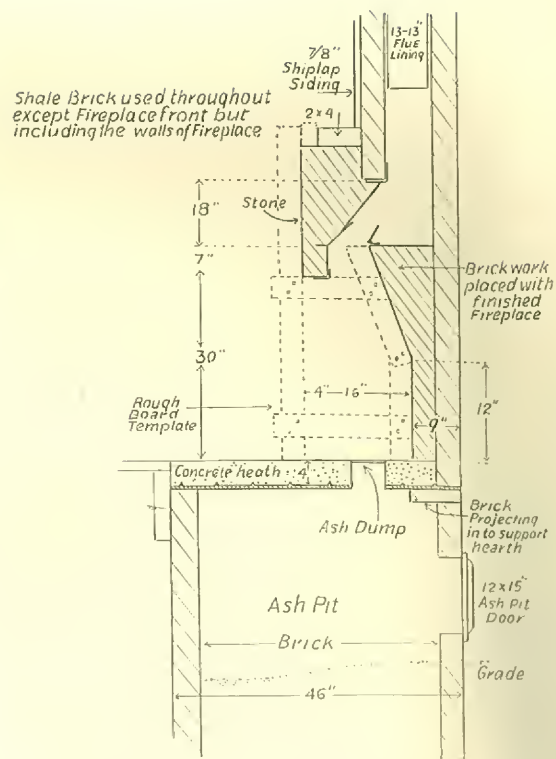 13-13"
Flue
Lining
7/8"
Shiplap
Siding
Shale Brick used throughout
except Fireplace front but
including the walls of Fireplace
2x4
18"
Stone
7"
Brick work
placed with
finished
Fireplace
30"
4"
16"
12"
Rough
Board
Template
9"
Concrete heath
4"
Ash Dump
Brick
Projecting
in to support
hearth
12x15"
Ash Pit
Door
Ash Pit
Brick
Grade
46"